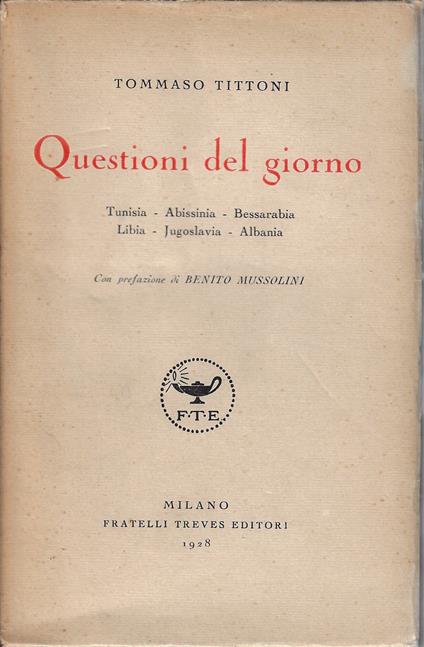 TOMMASO TITTONI
Questioni del giorno
Tunisia - Abissinia - Bessarabia
Libia - Jugoslavia - Albania
Con prefazione di BENITO MUSSOLINI
F·T·E·
MILANO
FRATELLI TREVES EDITORI
1928